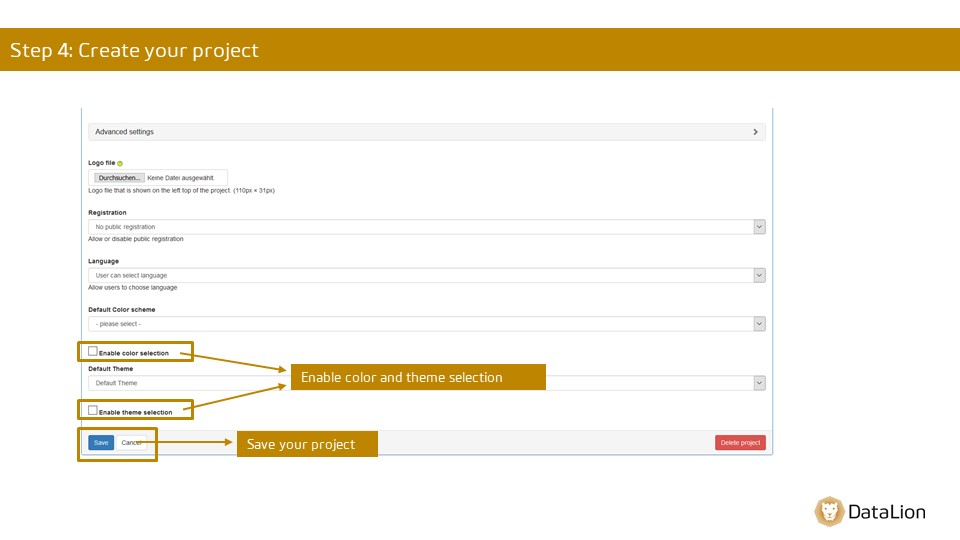 Step 4: Create your project
Advanced settings
Logo file
Durchsuchen... Keine Datei ausgewählt.
Logo file that is shown on the left top of the project. (110px × 31px)
Registration
No public registration
Allow or disable public registration
Language
User can select language
Allow users to choose language
Default Color scheme
- please select -
Enable color selection
Default Theme
Enable color and theme selection
Default Theme
Enable theme selection
Save Cancel
Save your project
Delete project
DataLion